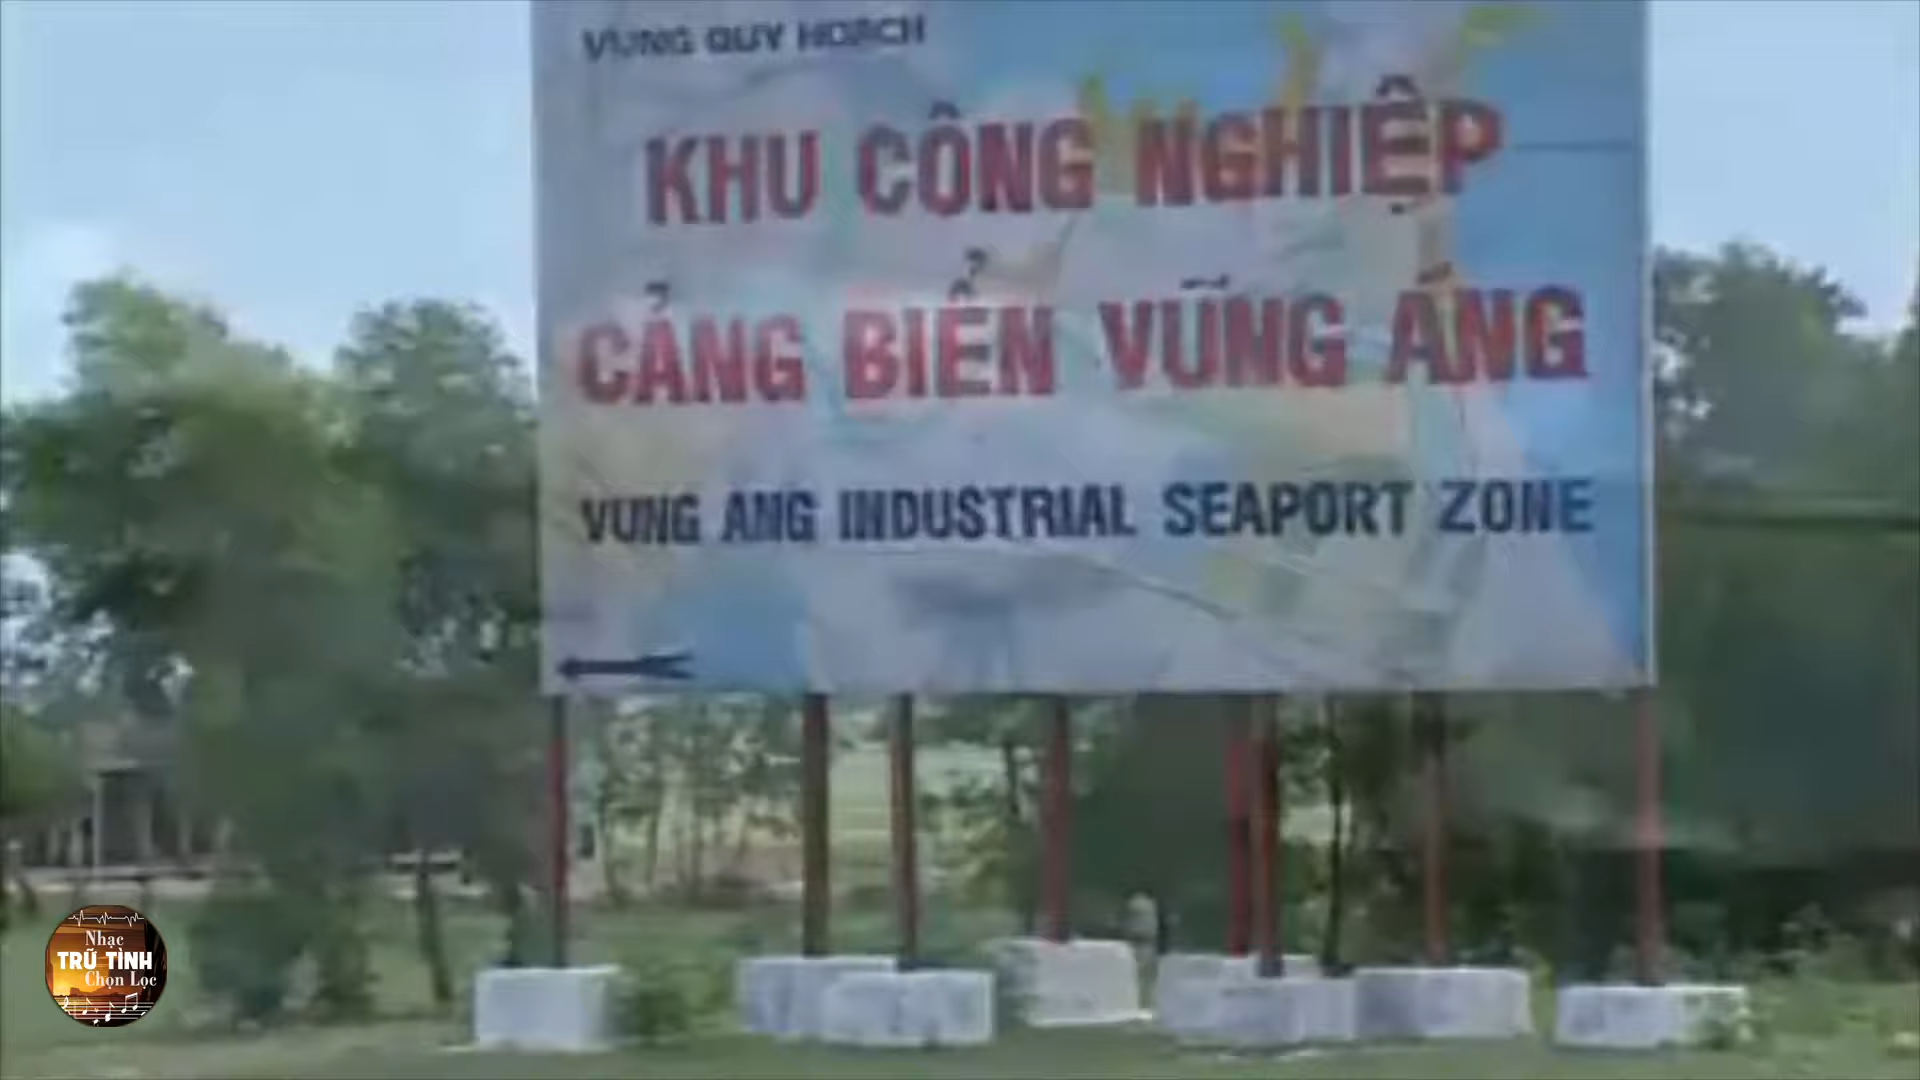 VÙNG QUY HOẠCH
KHU CÔNG NGHIỆP
CẢNG BIỂN VŨNG ÁNG
VUNG ANG INDUSTRIAL SEAPORT ZONE
Nhạc
TRỮ TÌNH
Chọn Lọc